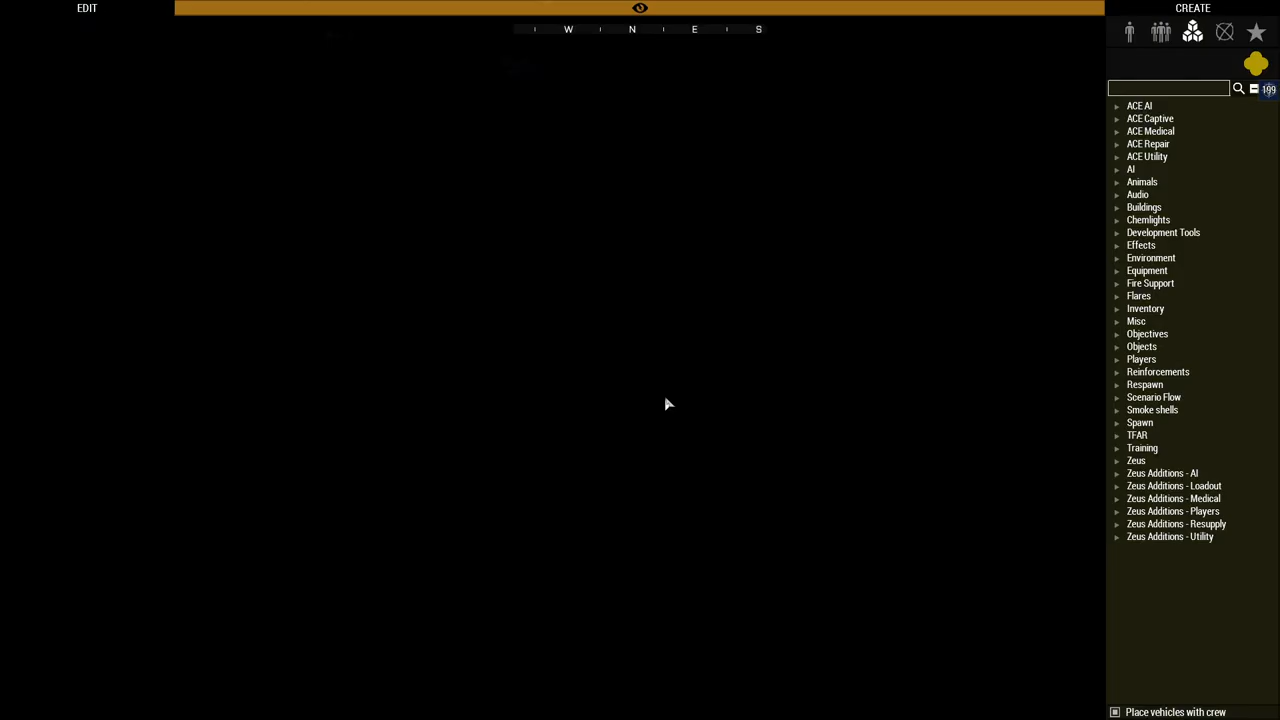 EDIT
CREATE
W N E S
199
ACE AI
ACE Captive
ACE Medical
ACE Repair
ACE Utility
AI
Animals
Audio
Buildings
Chemlights
Development Tools
Effects
Environment
Equipment
Fire Support
Flares
Inventory
Misc
Objectives
Objects
Players
Reinforcements
Respawn
Scenario Flow
Smoke shells
Spawn
TFAR
Training
Zeus
Zeus Additions - AI
Zeus Additions - Loadout
Zeus Additions - Medical
Zeus Additions - Players
Zeus Additions - Resupply
Zeus Additions - Utility
Place vehicles with crew